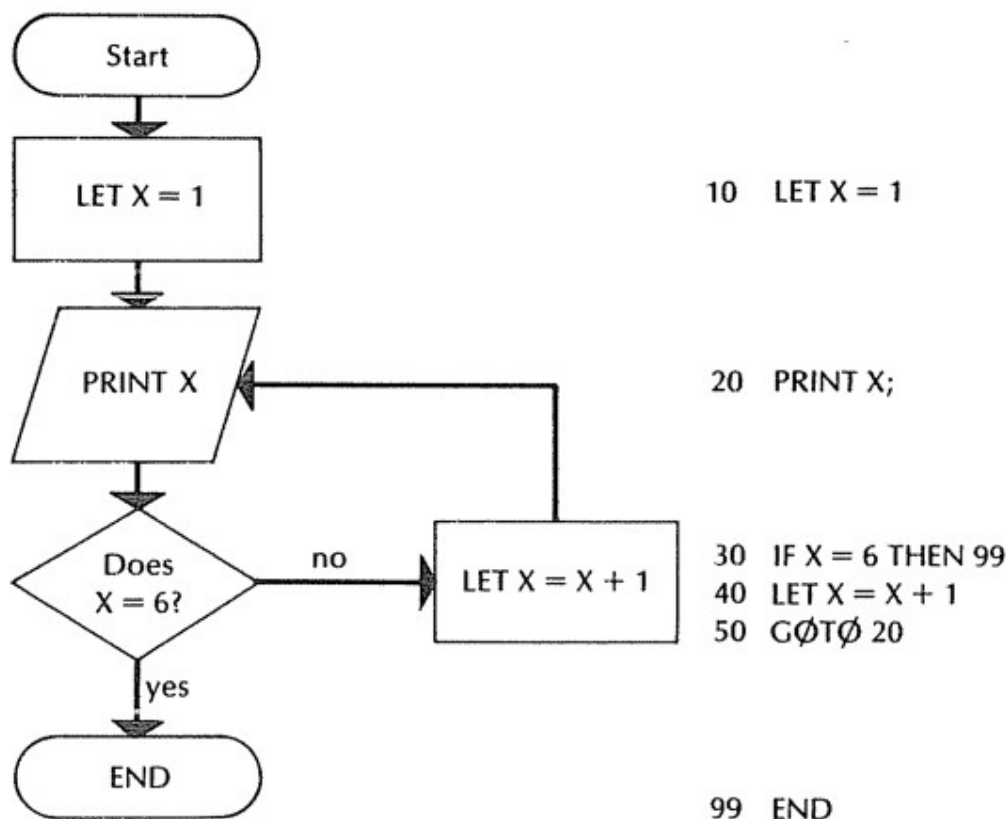 Start
LET X = 1
10 LET X = 1
PRINT X
20 PRINT X;
Does
X = 6?
no
LET X = X + 1
30 IF X = 6 THEN 99
40 LET X = X + 1
50 GØTØ 20
yes
END
99 END